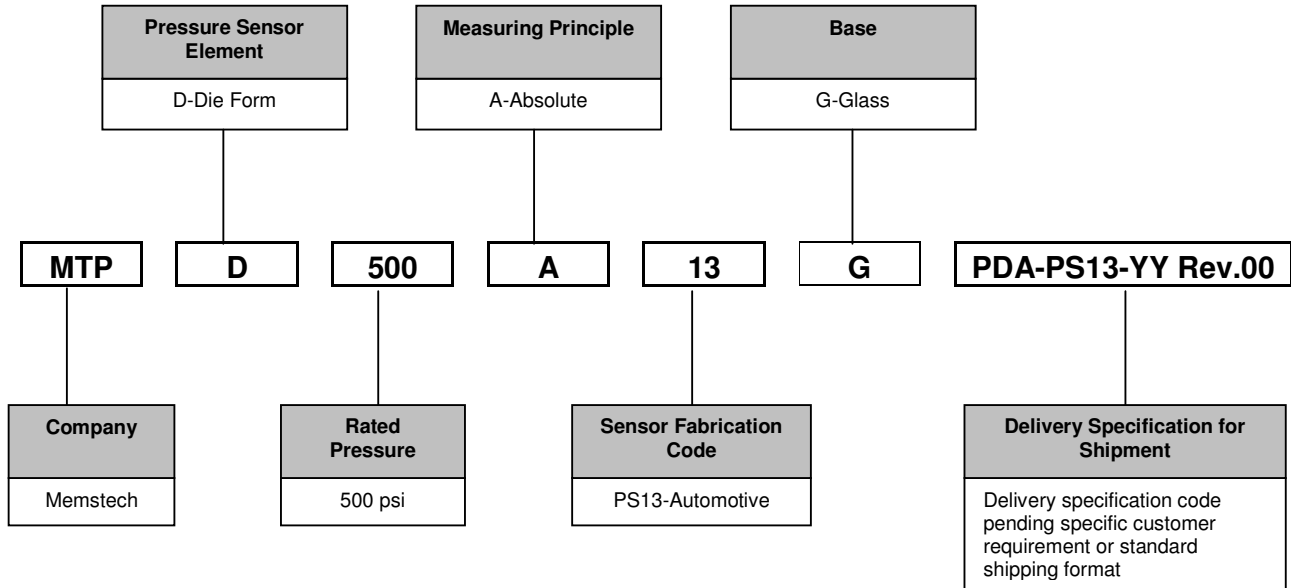 Pressure Sensor
Element
D-Die Form
Measuring Principle
A-Absolute
Base
G-Glass
MTP
D
500
A
13
G
PDA-PS13-YY Rev.00
Company
Memstech
Rated
Pressure
500 psi
Sensor Fabrication
Code
PS13-Automotive
Delivery Specification for
Shipment
Delivery specification code
pending specific customer
requirement or standard
shipping format